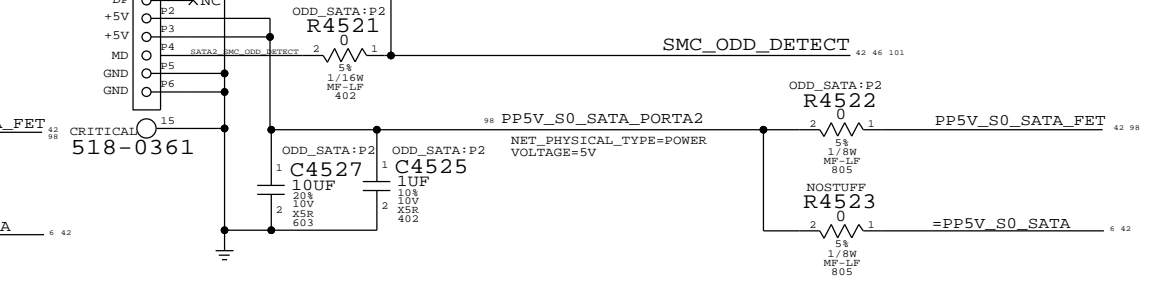 NC
P2
+5V
P3
+5V
P4
MD
SATA2_SMC_ODD_DETECT
P5
GND
P6
GND
ODD_SATA:P2
R4521
0
2 1
5%
1/16W
MF-LF
402
SMC_ODD_DETECT 42 46 101
_FET 42
98
CRITICAL 15
518-0361
98 PP5V_S0_SATA_PORTA2
NET_PHYSICAL_TYPE=POWER
VOLTAGE=5V
ODD_SATA:P2
R4522
0
2 1
5%
1/8W
MF-LF
805
PP5V_S0_SATA_FET 42 98
ODD_SATA:P2
1 C4527
10UF
20%
10V
2 X5R
603
ODD_SATA:P2
1 C4525
1UF
10%
10V
2 X5R
402
NOSTUFF
R4523
0
2 1
5%
1/8W
MF-LF
805
=PP5V_S0_SATA 6 42
A 6 42